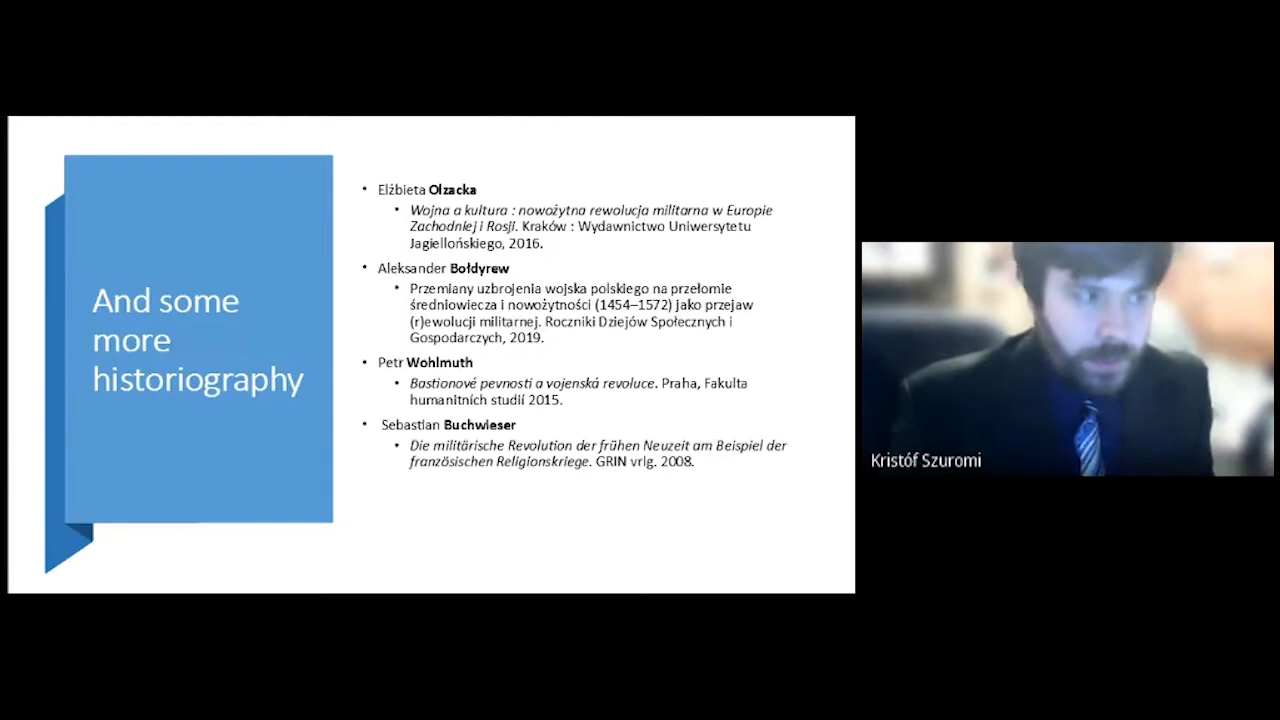 And some
more
historiography
• Elżbieta Olzacka
• Wojna a kultura : nowożytna rewolucja militarna w Europie
Zachodniej i Rosji. Kraków : Wydawnictwo Uniwersytetu
Jagiellońskiego, 2016.
• Aleksander Bołdyrew
• Przemiany uzbrojenia wojska polskiego na przełomie
średniowiecza i nowożytności (1454–1572) jako przejaw
(r)ewolucji militarnej. Roczniki Dziejów Społecznych i
Gospodarczych, 2019.
• Petr Wohlmuth
• Bastionové pevnosti a vojenská revoluce. Praha, Fakulta
humanitních studií 2015.
• Sebastian Buchwieser
• Die militärische Revolution der frühen Neuzeit am Beispiel der
französischen Religionskriege. GRIN vrlg. 2008.
Kristóf Szuromi